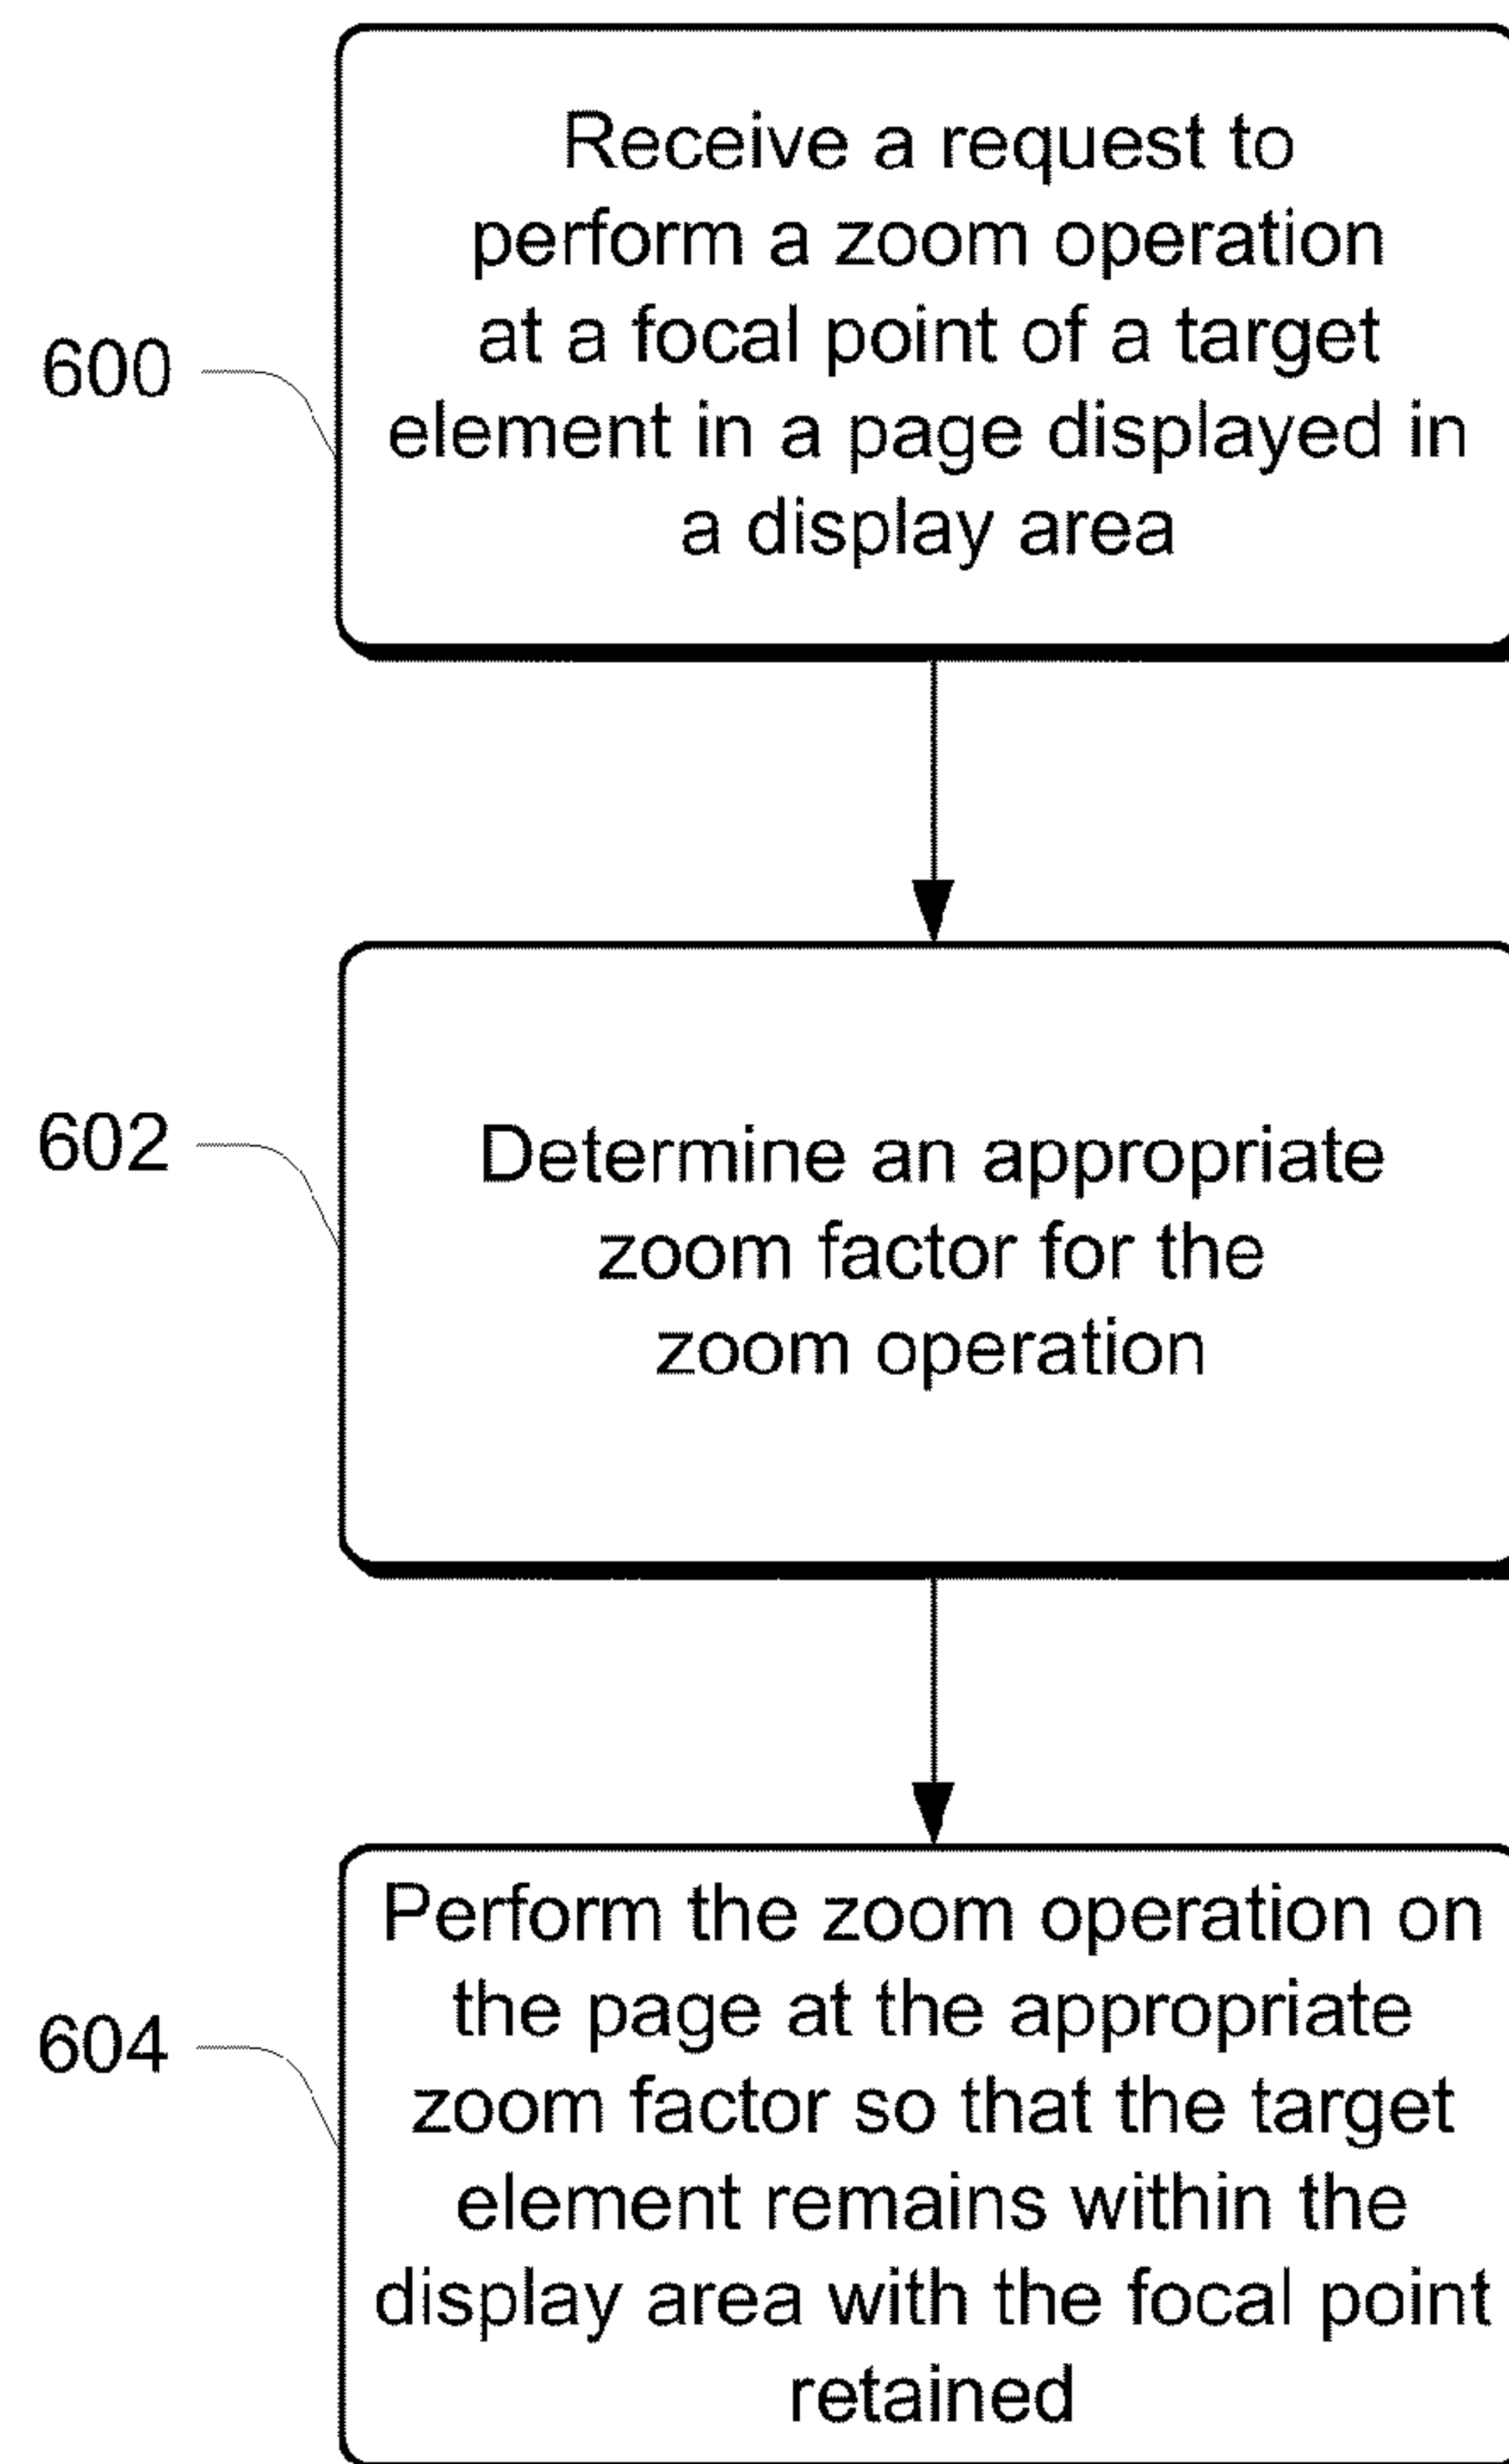 Receive a request to
perform a zoom operation
at a focal point of a target
element in a page displayed in
a display area
600
Determine an appropriate
zoom factor for the
zoom operation
602
Perform the zoom operation on
the page at the appropriate
zoom factor so that the target
element remains within the
display area with the focal point
retained
604